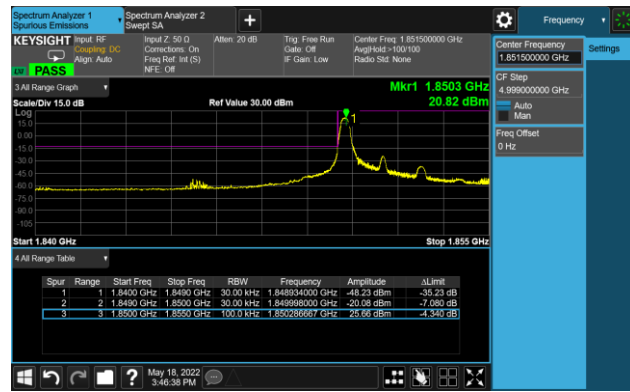 Spectrum Analyzer 1
Spurious Emissions
Spectrum Analyzer 2
Swept SA
Frequency
KEYSIGHT
Input: RF
Coupling: DC
Align: Auto
Input Z: 50 Ω
Corrections: On
Freq Ref: Int (S)
NFE: Off
Atten: 20 dB
Trig: Free Run
Gate: Off
IF Gain: Low
Center Freq: 1.851500000 GHz
Avg|Hold:>100/100
Radio Std: None
PASS
Center Frequency
1.851500000 GHz
Settings
CF Step
4.999000000 GHz
Auto
Man
Freq Offset
0 Hz
3 All Range Graph
Mkr1 1.8503 GHz
20.82 dBm
Scale/Div 15.0 dB
Ref Value 30.00 dBm
Log
15.0
0.00
-15.0
-30.0
-45.0
-60.0
-75.0
-90.0
-105
1
Start 1.840 GHz
Stop 1.855 GHz
4 All Range Table
Spur Range Start Freq Stop Freq RBW Frequency Amplitude ΔLimit
1 1 1.8400 GHz 1.8490 GHz 30.00 kHz 1.848934000 GHz -48.23 dBm -35.23 dB
2 2 1.8490 GHz 1.8500 GHz 30.00 kHz 1.849998000 GHz -20.08 dBm -7.080 dB
3 3 1.8500 GHz 1.8550 GHz 100.0 kHz 1.850286667 GHz 25.66 dBm -4.340 dB
May 18, 2022
3:46:38 PM